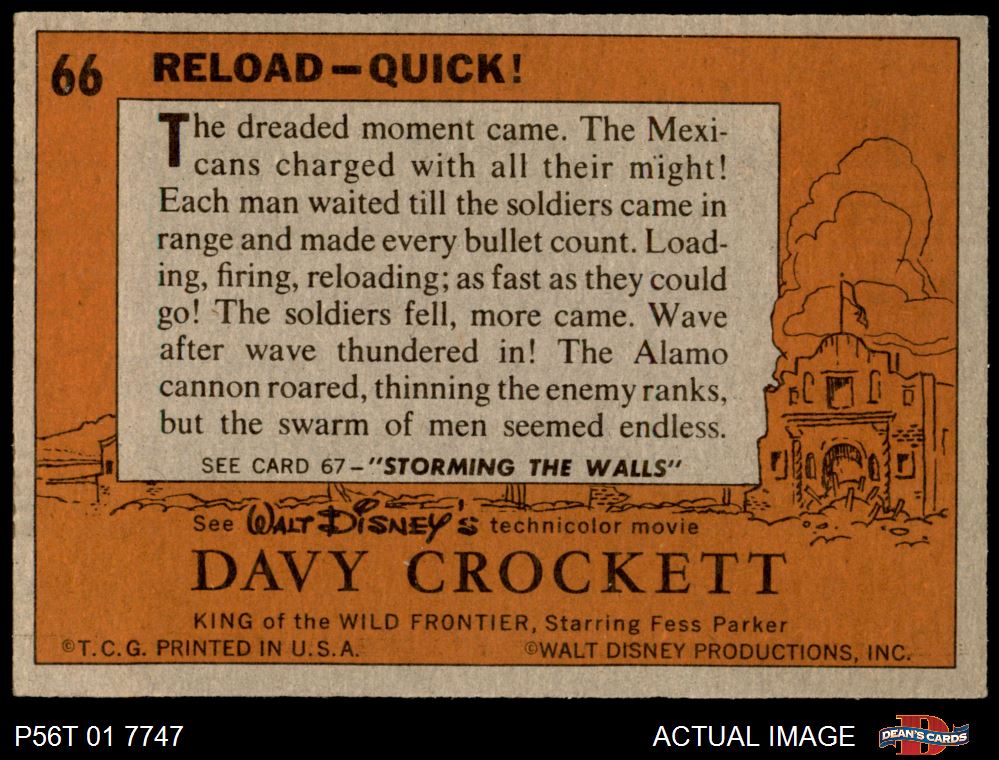 66 RELOAD—QUICK!
The dreaded moment came. The Mexi-
cans charged with all their might!
Each man waited till the soldiers came in
range and made every bullet count. Load-
ing, firing, reloading; as fast as they could
go! The soldiers fell, more came. Wave
after wave thundered in! The Alamo
cannon roared, thinning the enemy ranks,
but the swarm of men seemed endless.
SEE CARD 67—"STORMING THE WALLS"
See WALT DISNEY'S technicolor movie
DAVY CROCKETT
KING of the WILD FRONTIER, Starring Fess Parker
©T.C.G. PRINTED IN U.S.A. ©WALT DISNEY PRODUCTIONS, INC.
P56T 01 7747 ACTUAL IMAGE D DEAN'S CARDS